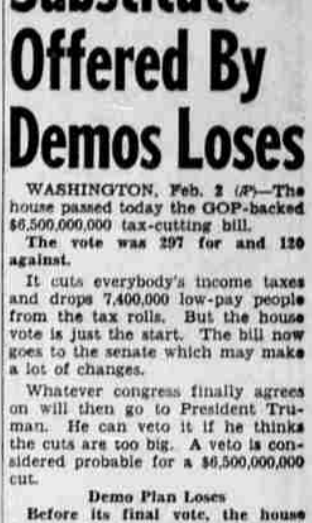 Substitute
Offered By
Demos Loses
WASHINGTON, Feb. 2 (AP)—The
house passed today the GOP-backed
$6,500,000,000 tax-cutting bill.
The vote was 297 for and 120
against.
It cuts everybody's income taxes
and drops 7,400,000 low-pay people
from the tax rolls. But the house
vote is just the start. The bill now
goes to the senate which may make
a lot of changes.
Whatever congress finally agrees
on will then go to President Tru-
man. He can veto it if he thinks
the cuts are too big. A veto is con-
sidered probable for a $6,500,000,000
cut.
Demo Plan Loses
Before its final vote, the house